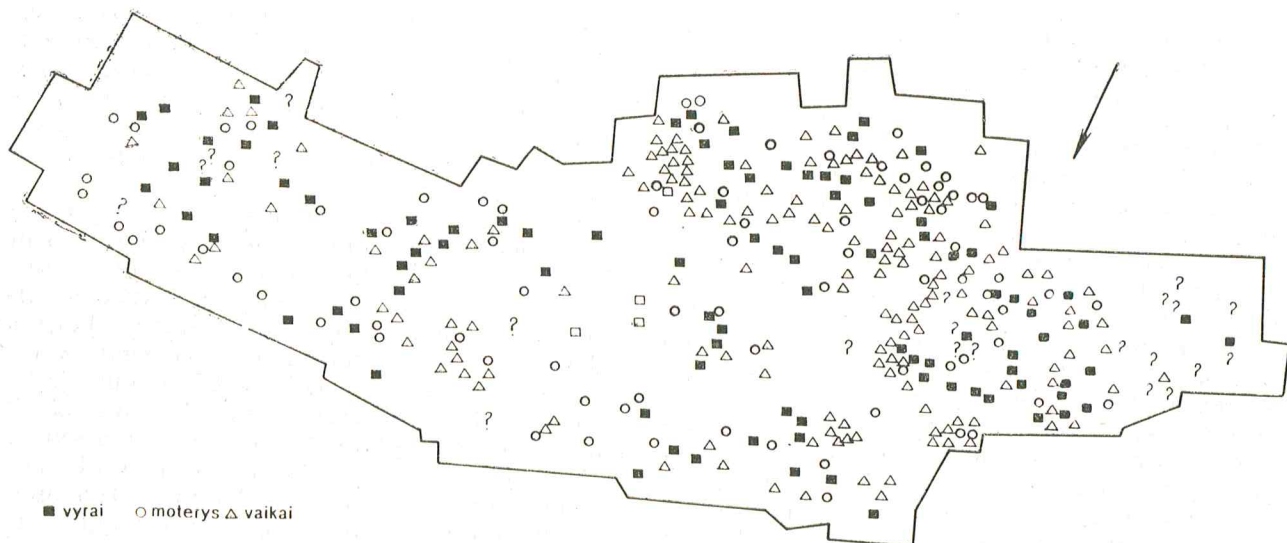 ■ vyrai ○ moterys △ vaikai